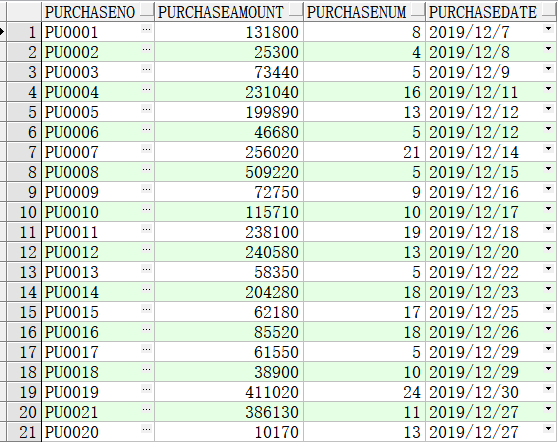 PURCHASENO PURCHASEAMOUNT PURCHASENUM PURCHASEDATE
1 PU0001 ... 131800 8 2019/12/7
2 PU0002 ... 25300 4 2019/12/8
3 PU0003 ... 73440 5 2019/12/9
4 PU0004 ... 231040 16 2019/12/11
5 PU0005 ... 199890 13 2019/12/12
6 PU0006 ... 46680 5 2019/12/12
7 PU0007 ... 256020 21 2019/12/14
8 PU0008 ... 509220 5 2019/12/15
9 PU0009 ... 72750 9 2019/12/16
10 PU0010 ... 115710 10 2019/12/17
11 PU0011 ... 238100 19 2019/12/18
12 PU0012 ... 240580 13 2019/12/20
13 PU0013 ... 58350 5 2019/12/22
14 PU0014 ... 204280 18 2019/12/23
15 PU0015 ... 62180 17 2019/12/25
16 PU0016 ... 85520 18 2019/12/26
17 PU0017 ... 61550 5 2019/12/29
18 PU0018 ... 38900 10 2019/12/29
19 PU0019 ... 411020 24 2019/12/30
20 PU0021 ... 386130 11 2019/12/27
21 PU0020 ... 10170 13 2019/12/27